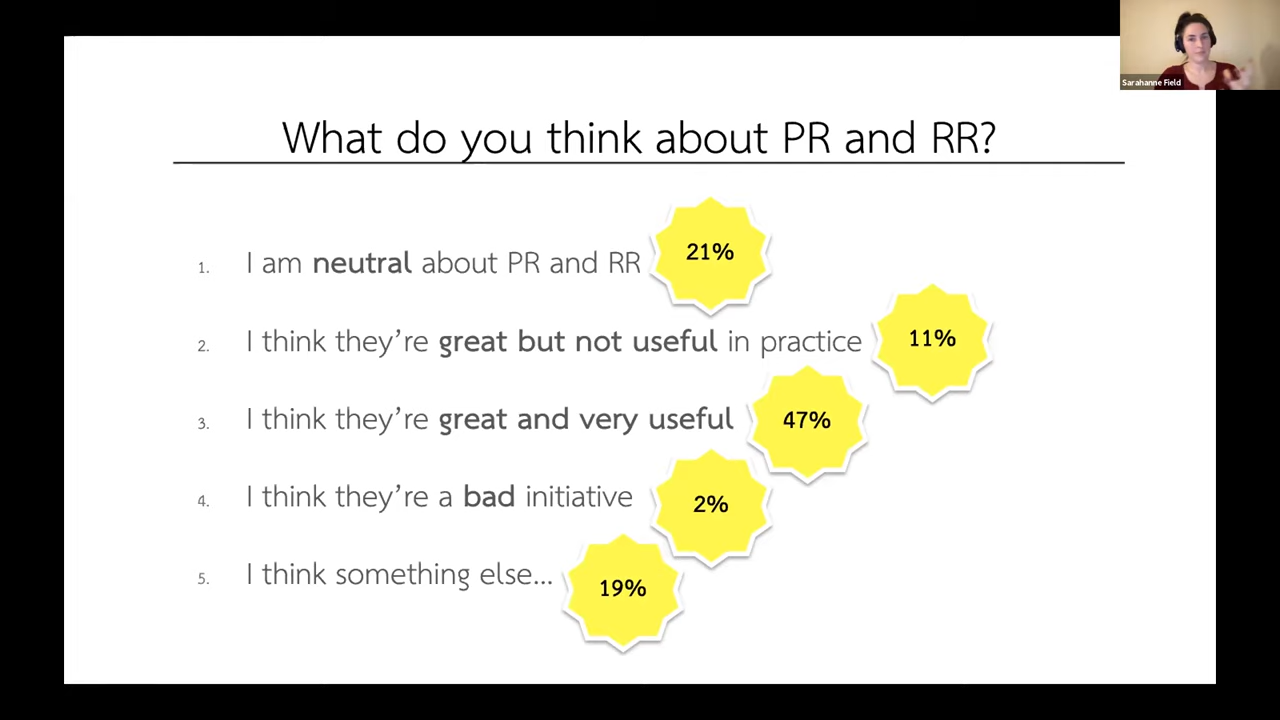 Sarahanne Field
What do you think about PR and RR?
1. I am neutral about PR and RR 21%
2. I think they're great but not useful in practice 11%
3. I think they're great and very useful 47%
4. I think they're a bad initiative 2%
5. I think something else... 19%